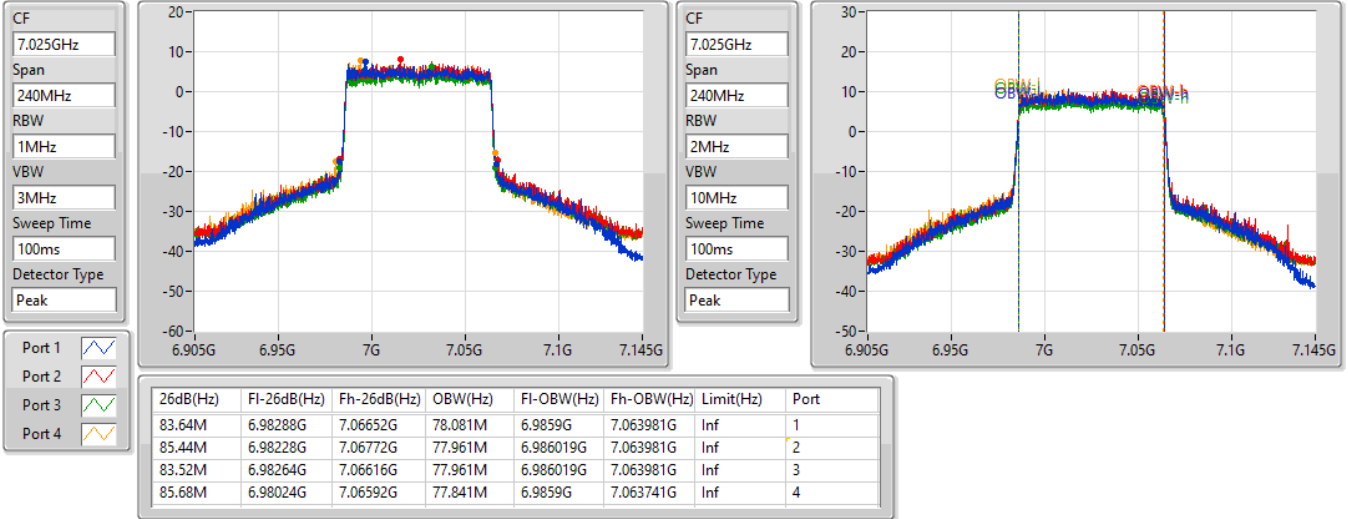 CF
7.025GHz
Span
240MHz
RBW
1MHz
VBW
3MHz
Sweep Time
100ms
Detector Type
Peak
20
10
0
-10
-20
-30
-40
-50
-60
6.905G 6.95G 7G 7.05G 7.1G 7.145G
CF
7.025GHz
Span
240MHz
RBW
2MHz
VBW
10MHz
Sweep Time
100ms
Detector Type
Peak
30
20
10
0
-10
-20
-30
-40
-50
OBW-l OBW-h
6.905G 6.95G 7G 7.05G 7.1G 7.145G
Port 1
Port 2
Port 3
Port 4
26dB(Hz) Fl-26dB(Hz) Fh-26dB(Hz) OBW(Hz) Fl-OBW(Hz) Fh-OBW(Hz) Limit(Hz) Port
83.64M 6.98288G 7.06652G 78.081M 6.9859G 7.063981G Inf 1
85.44M 6.98228G 7.06772G 77.961M 6.986019G 7.063981G Inf 2
83.52M 6.98264G 7.06616G 77.961M 6.986019G 7.063981G Inf 3
85.68M 6.98024G 7.06592G 77.841M 6.9859G 7.063741G Inf 4